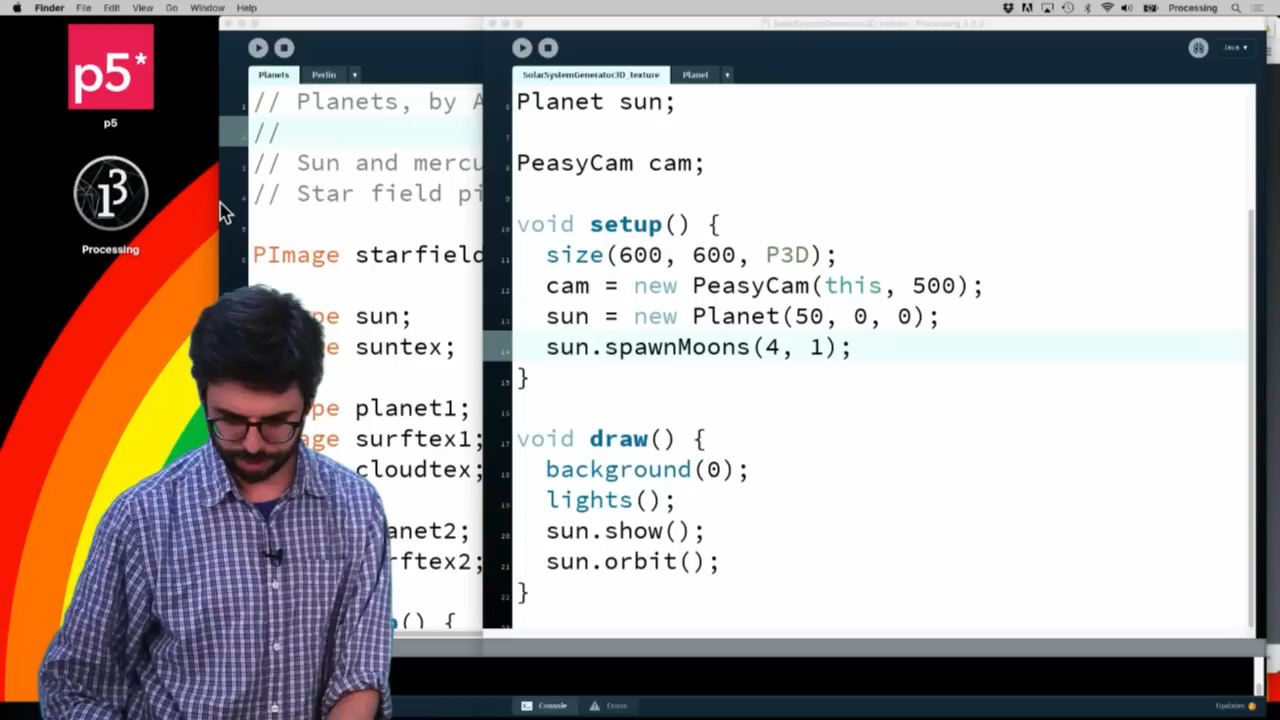 Finder File Edit View Go Window Help
Processing
SolarSystemGenerator3D_texture | Processing 3.0.2
Java
p5*
p5
Processing
Planets Perlin
// Planets, by A
//
// Sun and mercu
// Star field pi
PImage starfield
pe sun;
ge suntex;
pe planet1;
age surftex1;
cloudtex;
anet2;
rftex2;
() {
SolarSystemGenerator3D_texture Planet
Planet sun;
PeasyCam cam;
void setup() {
size(600, 600, P3D);
cam = new PeasyCam(this, 500);
sun = new Planet(50, 0, 0);
sun.spawnMoons(4, 1);
}
void draw() {
background(0);
lights();
sun.show();
sun.orbit();
}
Console Errors
Updates